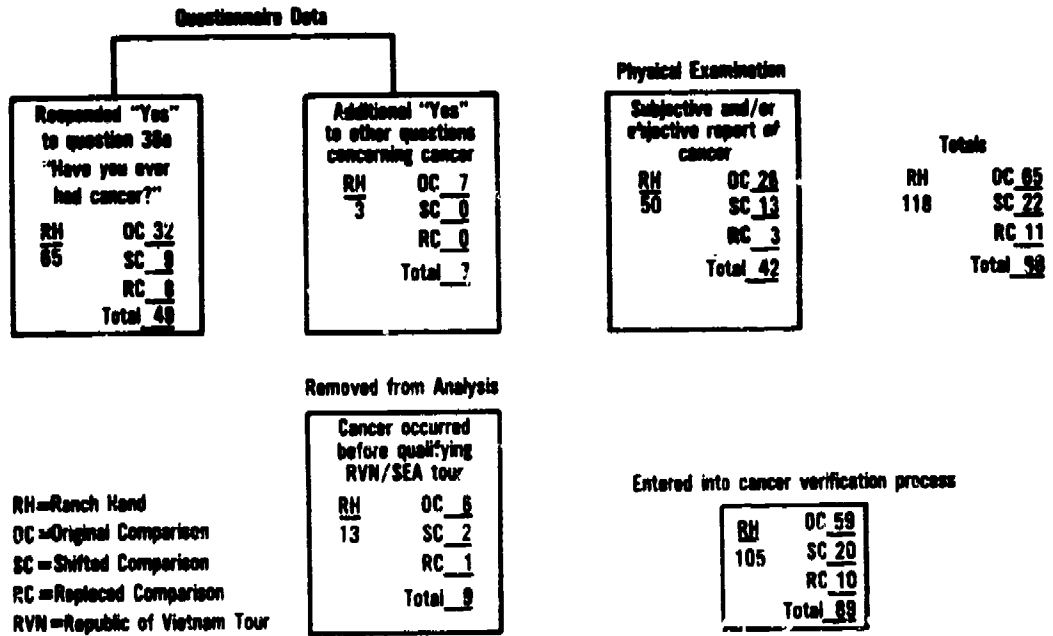 Questionnaire Data
Responded "Yes"
to question 38a
"Have you ever
had cancer?"
RH OC 32
65 SC 9
RC 8
Total 49
Additional "Yes"
to other questions
concerning cancer
RH OC 7
3 SC 0
RC 0
Total 7
Physical Examination
Subjective and/or
objective report of
cancer
RH OC 26
50 SC 13
RC 3
Total 42
Totals
RH OC 65
118 SC 22
RC 11
Total 98
Removed from Analysis
Cancer occurred
before qualifying
RVN/SEA tour
RH OC 6
13 SC 2
RC 1
Total 9
Entered into cancer verification process
RH OC 59
105 SC 20
RC 10
Total 89
RH=Ranch Hand
OC=Original Comparison
SC=Shifted Comparison
RC=Replaced Comparison
RVN=Republic of Vietnam Tour